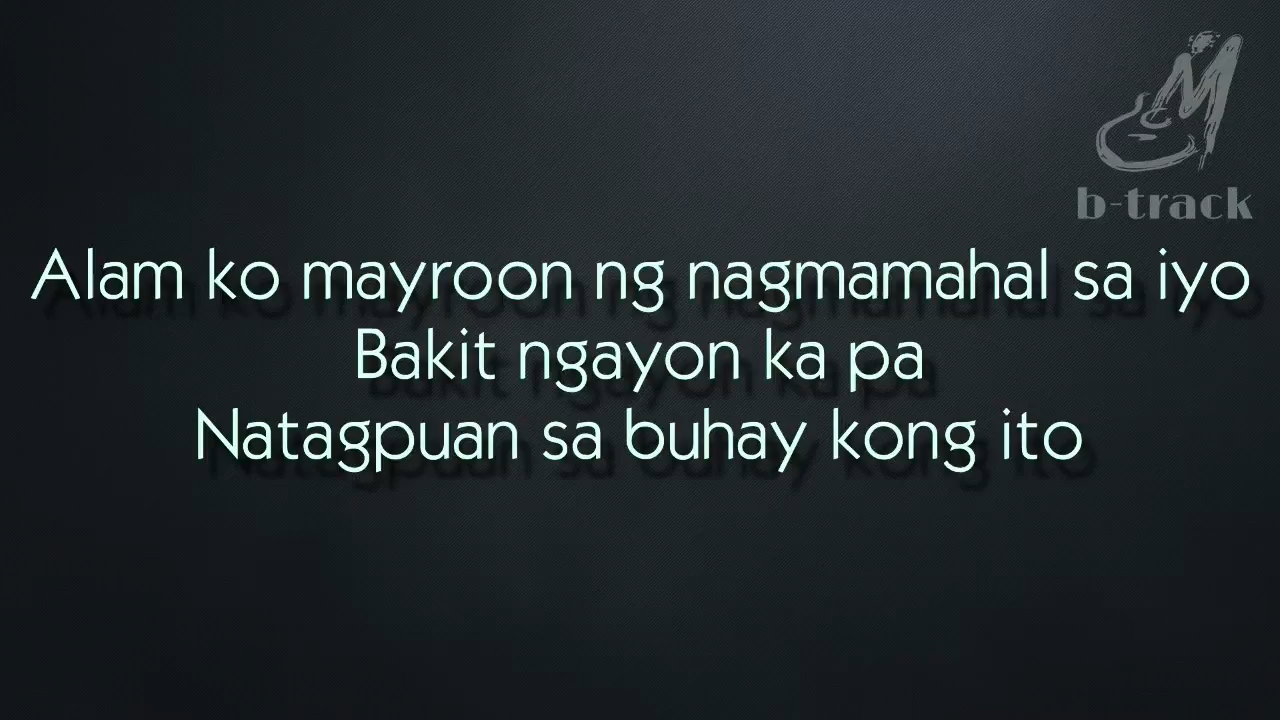 b-track
Alam ko mayroon ng nagmamahal sa iyo
Bakit ngayon ka pa
Natagpuan sa buhay kong ito